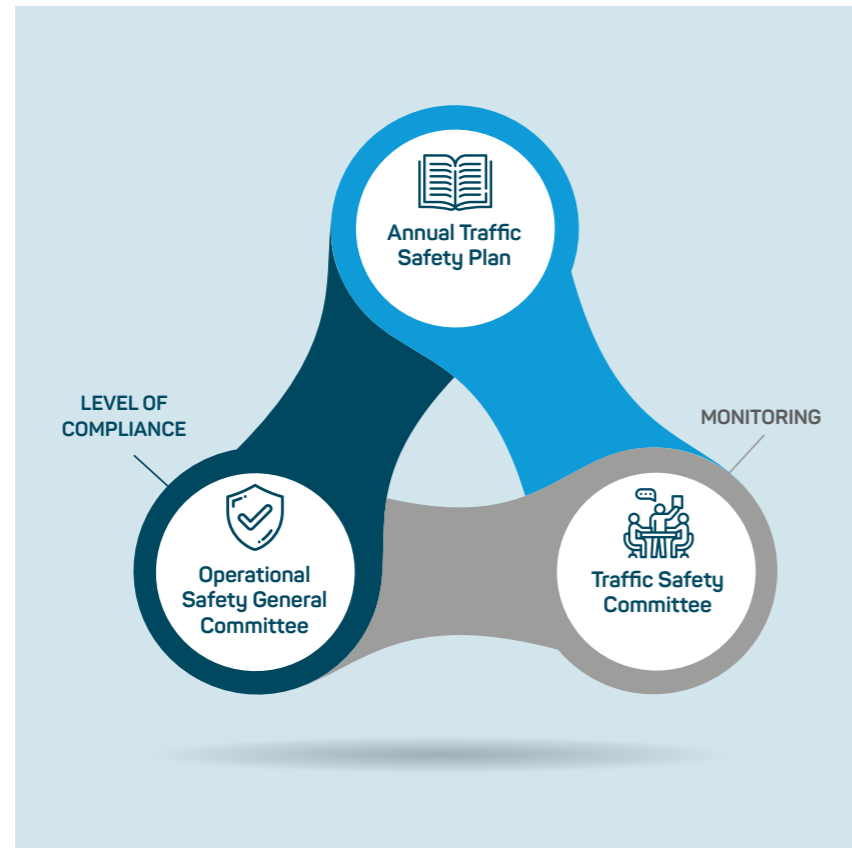 Annual Traffic
Safety Plan
LEVEL OF
COMPLIANCE
MONITORING
Operational
Safety General
Committee
Traffic Safety
Committee